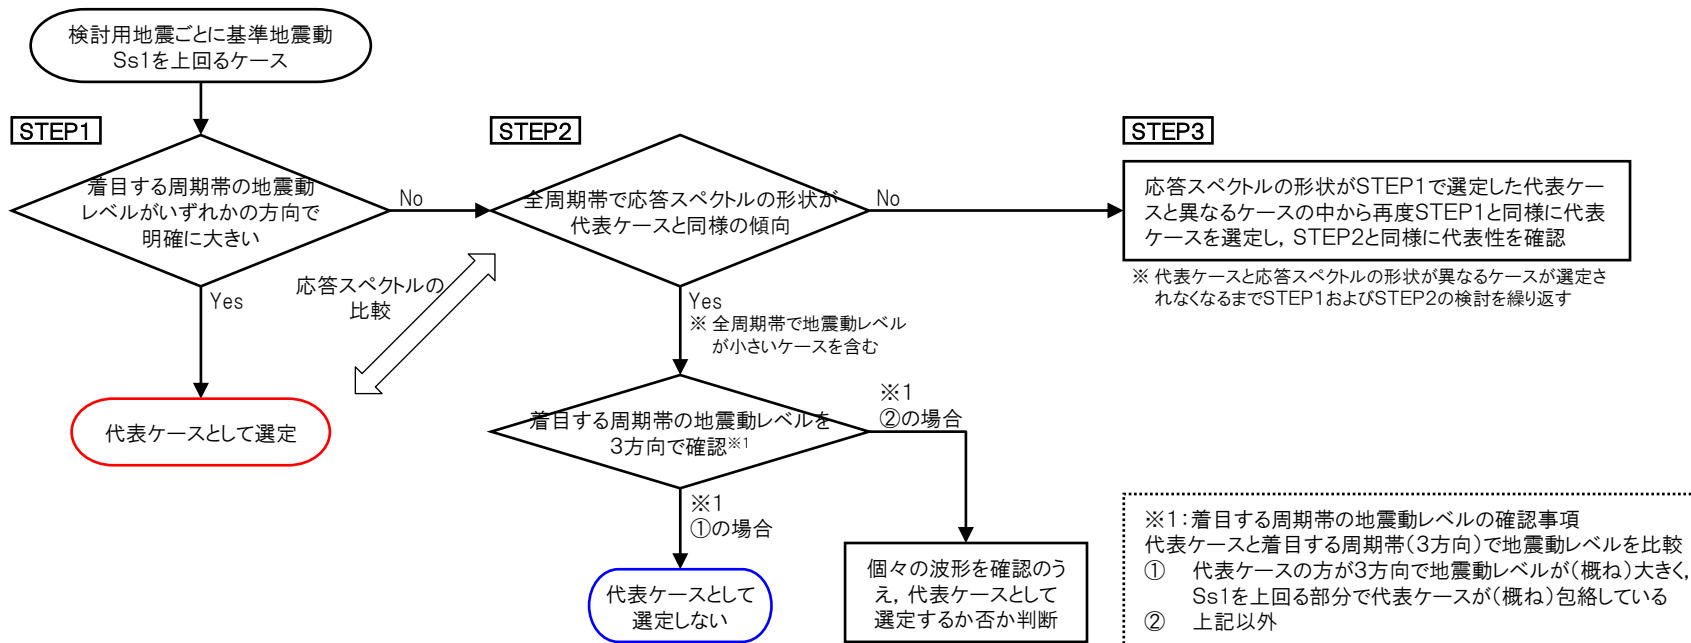 検討用地震ごとに基準地震動
Ss1を上回るケース
STEP1
着目する周期帯の地震動
レベルがいずれかの方向で
明確に大きい
No
Yes
代表ケースとして選定
応答スペクトルの
比較
STEP2
全周期帯で応答スペクトルの形状が
代表ケースと同様の傾向
No
Yes
※ 全周期帯で地震動レベル
が小さいケースを含む
着目する周期帯の地震動レベルを
3方向で確認※1
※1
②の場合
※1
①の場合
代表ケースとして
選定しない
個々の波形を確認のう
え，代表ケースとして
選定するか否か判断
STEP3
応答スペクトルの形状がSTEP1で選定した代表ケー
スと異なるケースの中から再度STEP1と同様に代表
ケースを選定し，STEP2と同様に代表性を確認
※ 代表ケースと応答スペクトルの形状が異なるケースが選定さ
れなくなるまでSTEP1およびSTEP2の検討を繰り返す
※1：着目する周期帯の地震動レベルの確認事項
代表ケースと着目する周期帯（3方向）で地震動レベルを比較
① 代表ケースの方が3方向で地震動レベルが（概ね）大きく，
Ss1を上回る部分で代表ケースが（概ね）包絡している
② 上記以外